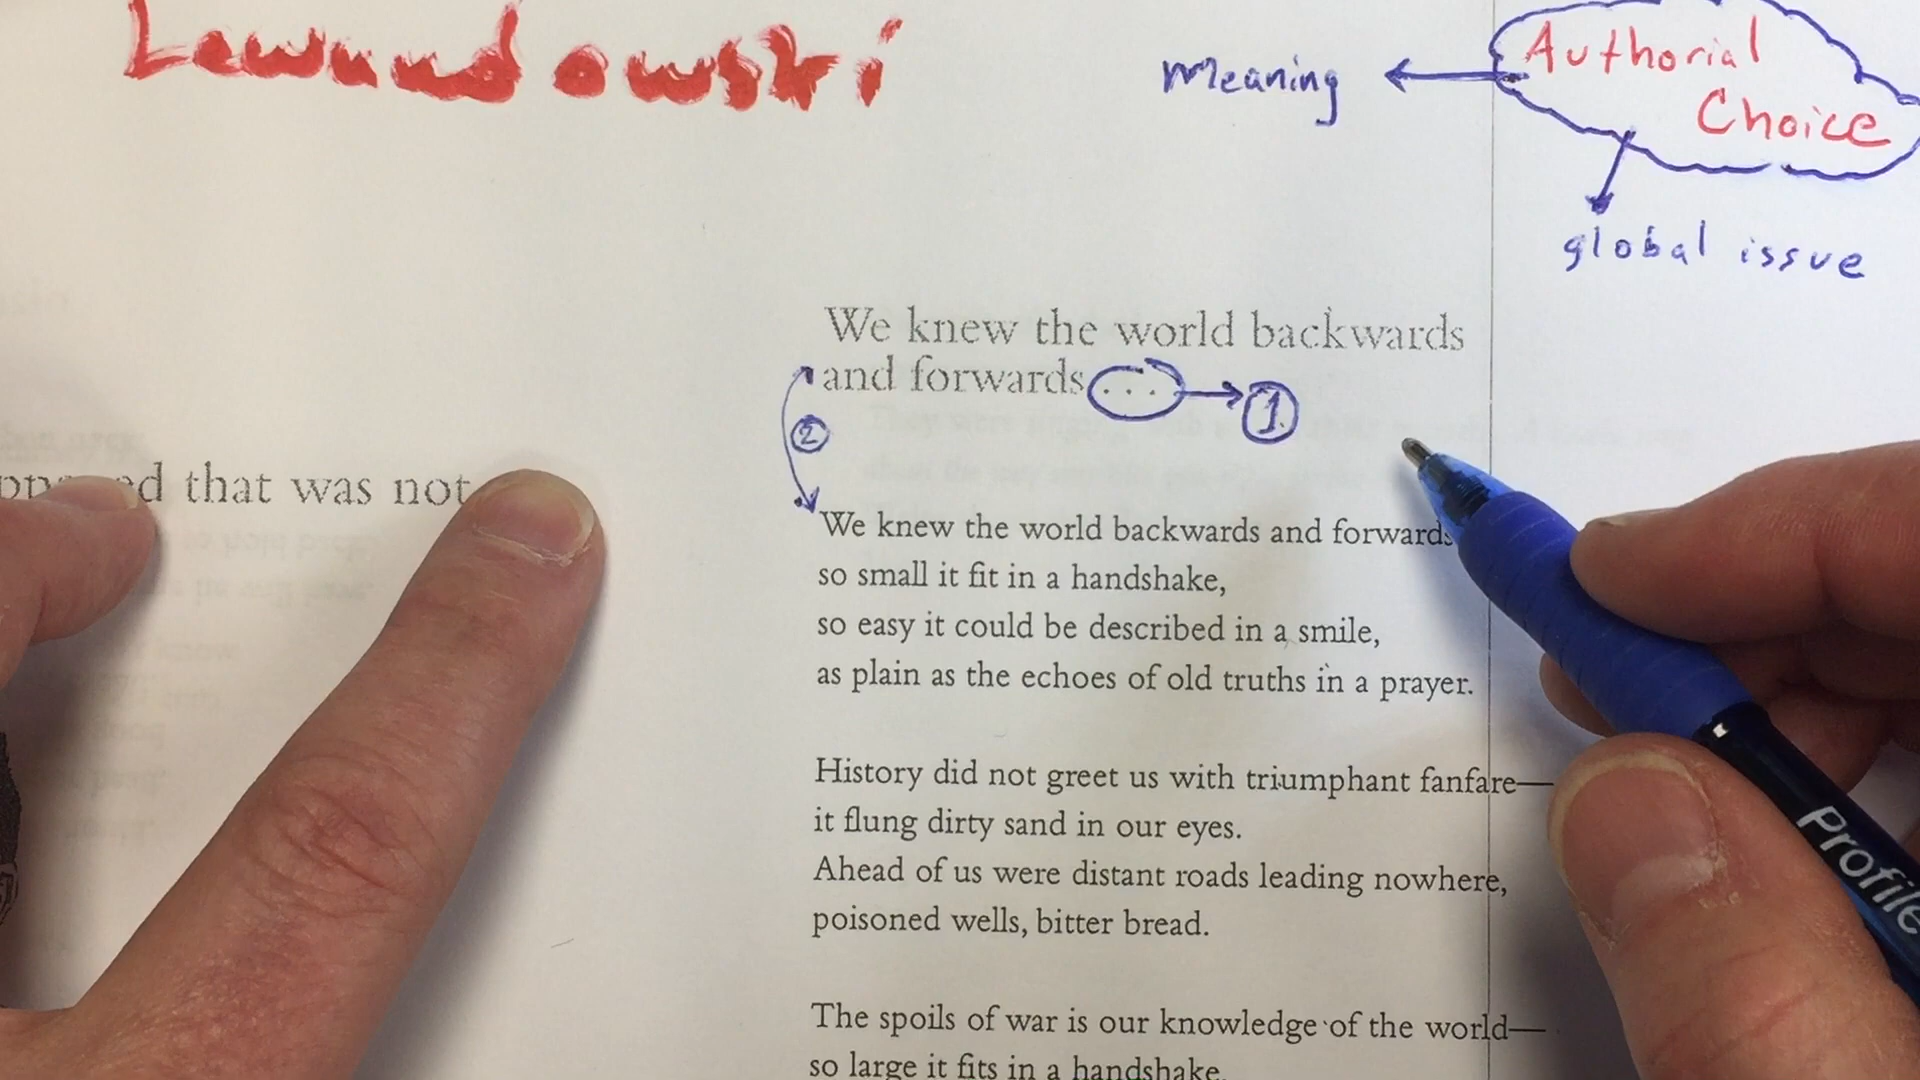 Lewandowski
meaning
Authorial
Choice
global issue
We knew the world backwards
and forwards...
1.
2
that was not
We knew the world backwards and forwards
so small it fit in a handshake,
so easy it could be described in a smile,
as plain as the echoes of old truths in a prayer.
History did not greet us with triumphant fanfare—
it flung dirty sand in our eyes.
Ahead of us were distant roads leading nowhere,
poisoned wells, bitter bread.
The spoils of war is our knowledge of the world—
so large it fits in a handshake,
Profile